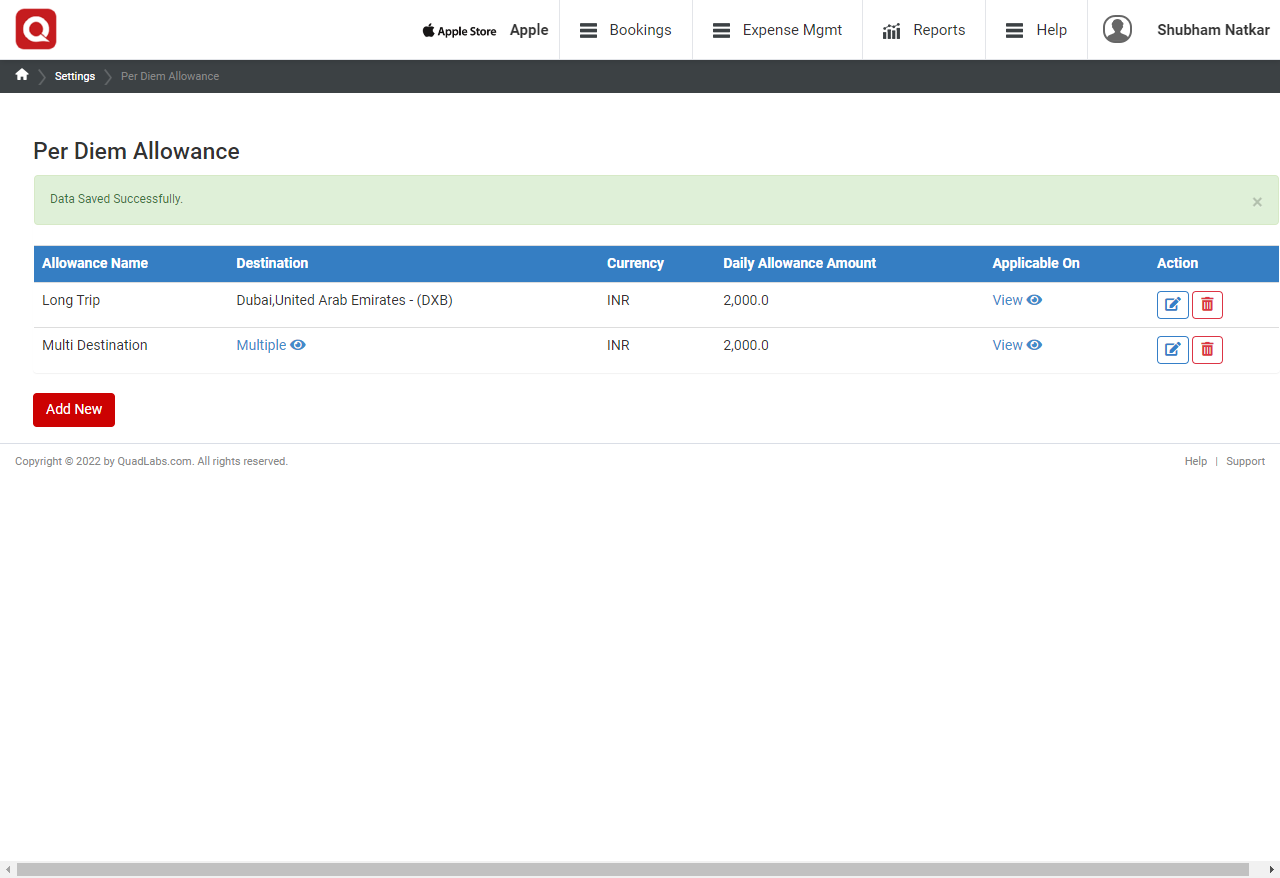 Q Apple Store Apple Bookings Expense Mgmt Reports Help Shubham Natkar
Settings Per Diem Allowance
Per Diem Allowance
Data Saved Successfully. ×
Allowance Name Destination Currency Daily Allowance Amount Applicable On Action
Long Trip Dubai,United Arab Emirates - (DXB) INR 2,000.0 View
Multi Destination Multiple INR 2,000.0 View
Add New
Copyright © 2022 by QuadLabs.com. All rights reserved. Help | Support